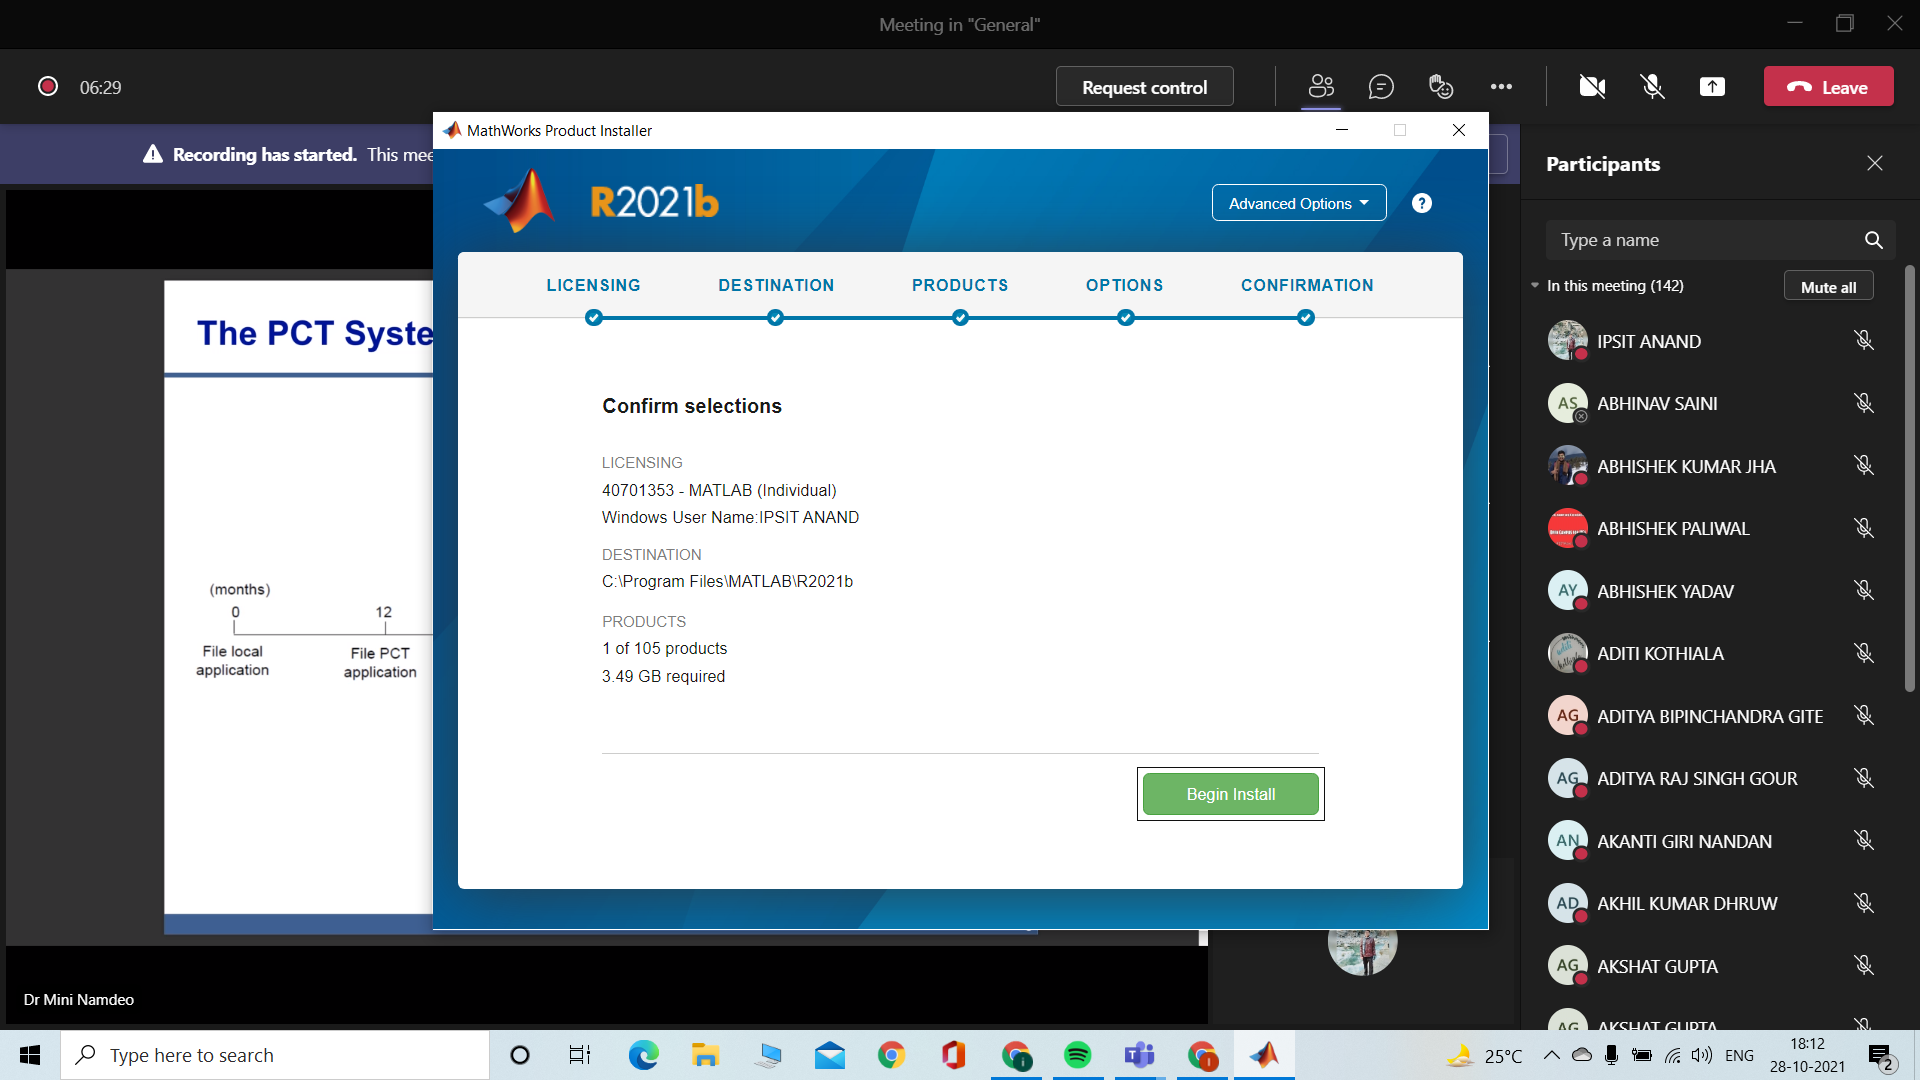 Meeting in "General"
06:29
Request control
Leave
Recording has started. This mee
MathWorks Product Installer
R2021b
Advanced Options
?
LICENSING DESTINATION PRODUCTS OPTIONS CONFIRMATION
Confirm selections
LICENSING
40701353 - MATLAB (Individual)
Windows User Name:IPSIT ANAND
DESTINATION
C:\Program Files\MATLAB\R2021b
PRODUCTS
1 of 105 products
3.49 GB required
Begin Install
The PCT Syste
(months)
0 12
File local application
File PCT application
Dr Mini Namdeo
Participants
Type a name
In this meeting (142)
Mute all
IPSIT ANAND
AS ABHINAV SAINI
ABHISHEK KUMAR JHA
ABHISHEK PALIWAL
AY ABHISHEK YADAV
ADITI KOTHIALA
AG ADITYA BIPINCHANDRA GITE
AG ADITYA RAJ SINGH GOUR
AN AKANTI GIRI NANDAN
AD AKHIL KUMAR DHRUW
AG AKSHAT GUPTA
AG AKSHAT GUPTA
Type here to search
25°C
ENG
18:12
28-10-2021
2